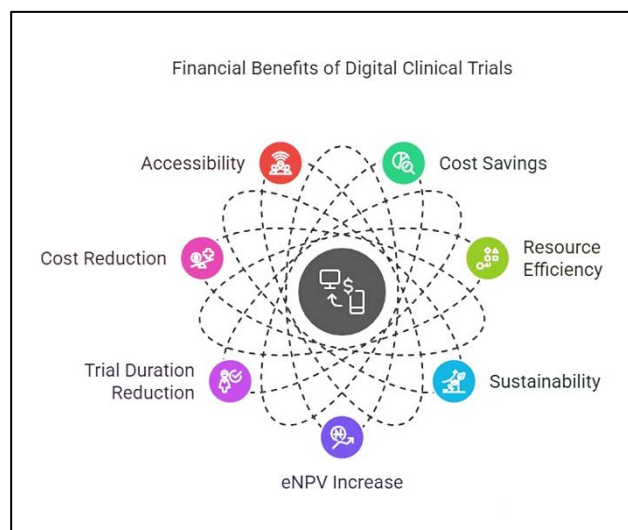 Financial Benefits of Digital Clinical Trials
Accessibility
Cost Savings
Cost Reduction
Resource
Efficiency
Trial Duration
Reduction
Sustainability
eNPV Increase